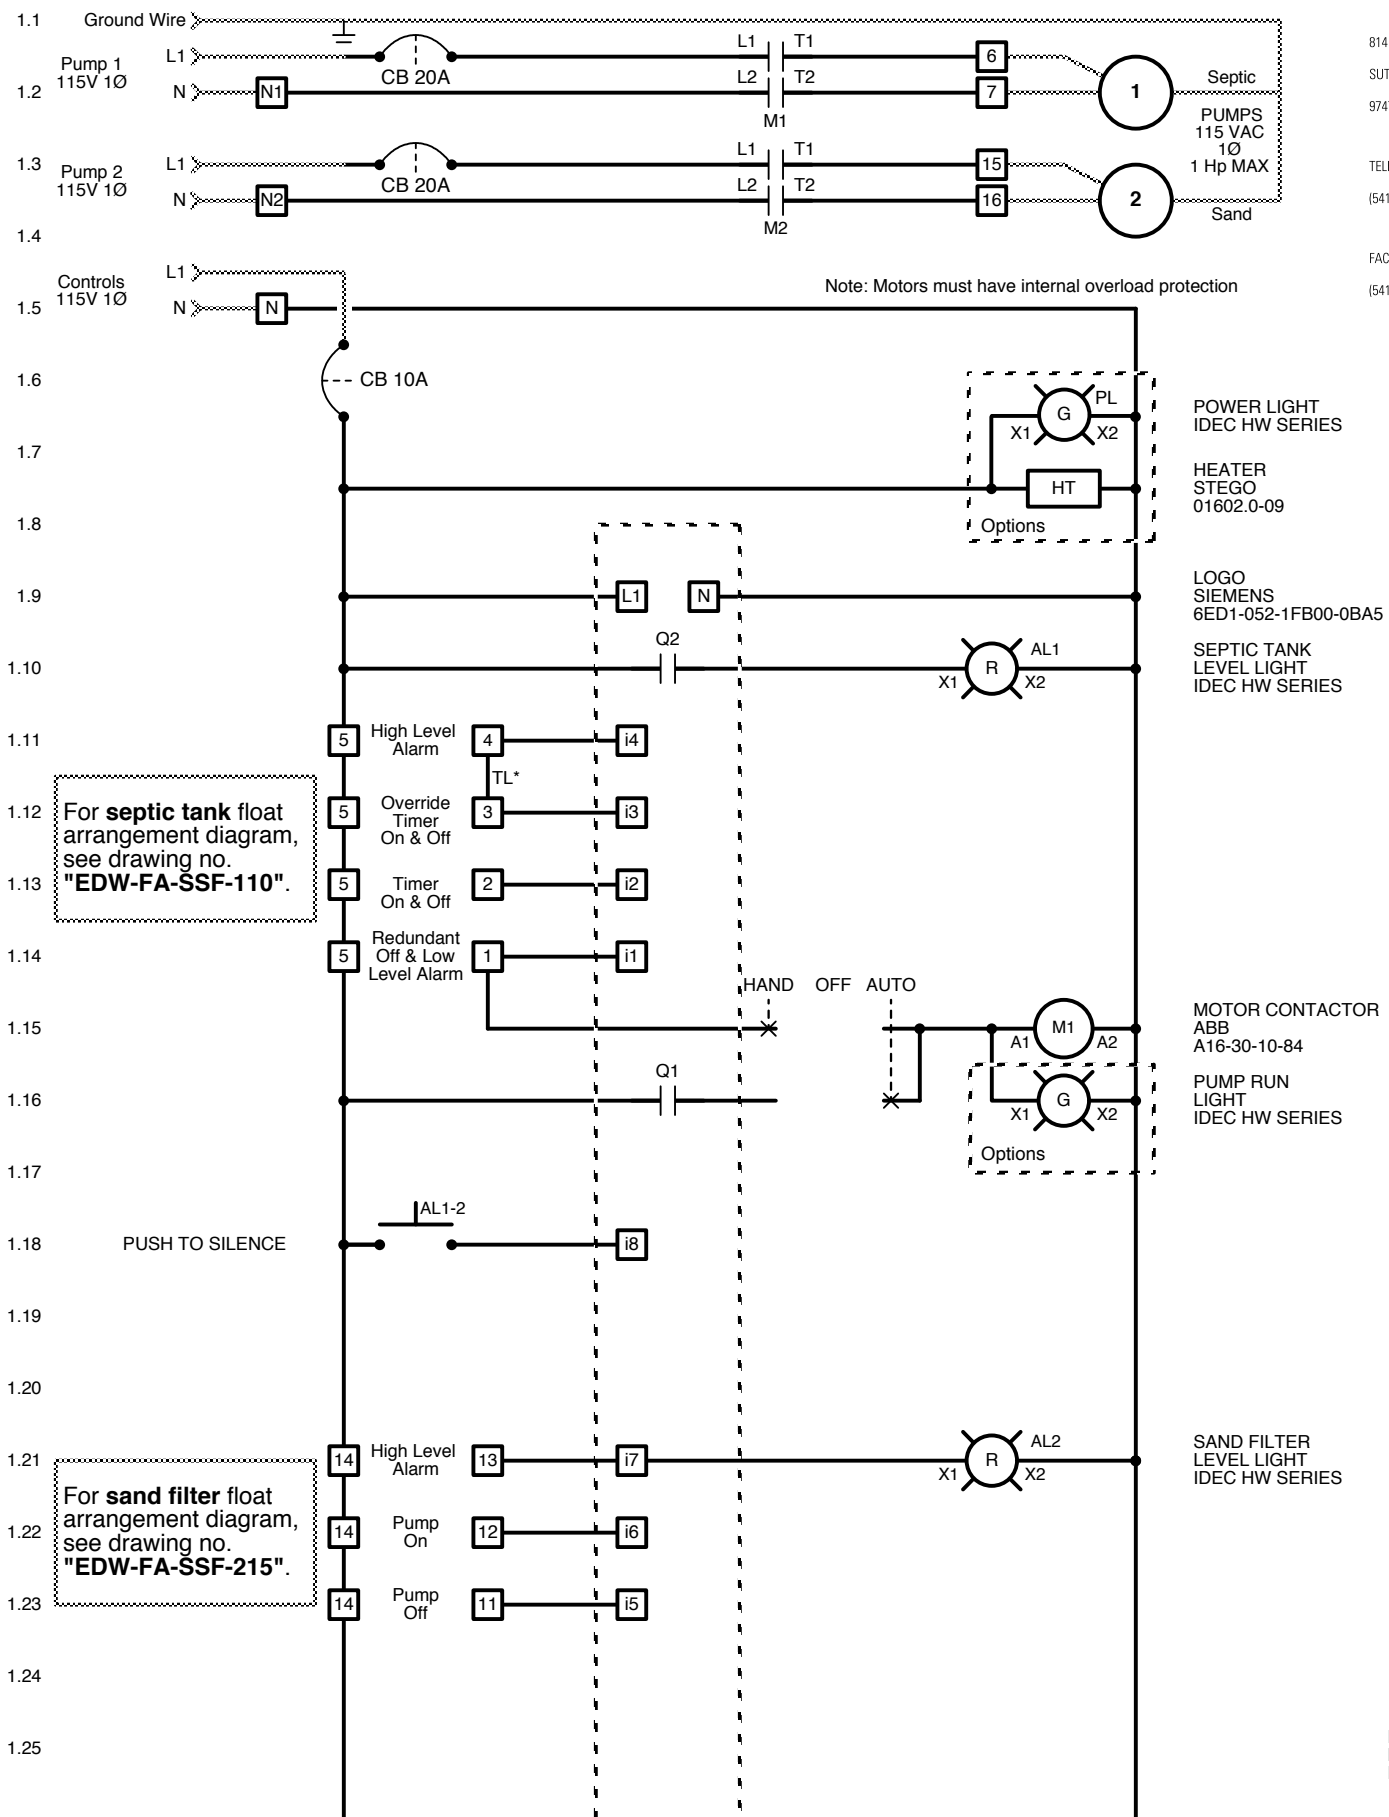 1.1
Ground Wire
814
Pump 1
115V 1Ø
L1
CB 20A
L1
T1
6
SUT
1.2
N
N1
L2
T2
M1
7
1
Septic
PUMPS
115 VAC
1Ø
1 Hp MAX
974
1.3
Pump 2
115V 1Ø
L1
CB 20A
L1
T1
15
(541
N
N2
L2
T2
M2
16
2
Sand
1.4
FAC
Controls
115V 1Ø
L1
Note: Motors must have internal overload protection
(541
1.5
N
N
1.6
CB 10A
G
PL
X1
X2
POWER LIGHT
IDEC HW SERIES
1.7
HT
HEATER
STEGO
01602.0-09
1.8
Options
1.9
L1
N
LOGO
SIEMENS
6ED1-052-1FB00-0BA5
1.10
Q2
R
AL1
X1
X2
SEPTIC TANK
LEVEL LIGHT
IDEC HW SERIES
1.11
5
High Level
Alarm
4
i4
TL*
1.12
For septic tank float
arrangement diagram,
see drawing no.
"EDW-FA-SSF-110".
5
Override
Timer
On & Off
3
i3
1.13
5
Timer
On & Off
2
i2
1.14
5
Redundant
Off & Low
Level Alarm
1
i1
HAND OFF AUTO
1.15
M1
A1
A2
MOTOR CONTACTOR
ABB
A16-30-10-84
1.16
Q1
G
X1
X2
PUMP RUN
LIGHT
IDEC HW SERIES
Options
1.17
AL1-2
1.18
PUSH TO SILENCE
i8
1.19
1.20
1.21
14
High Level
Alarm
13
i7
R
AL2
X1
X2
SAND FILTER
LEVEL LIGHT
IDEC HW SERIES
For sand filter float
arrangement diagram,
see drawing no.
"EDW-FA-SSF-215".
1.22
14
Pump
On
12
i6
1.23
14
Pump
Off
11
i5
1.24
1.25